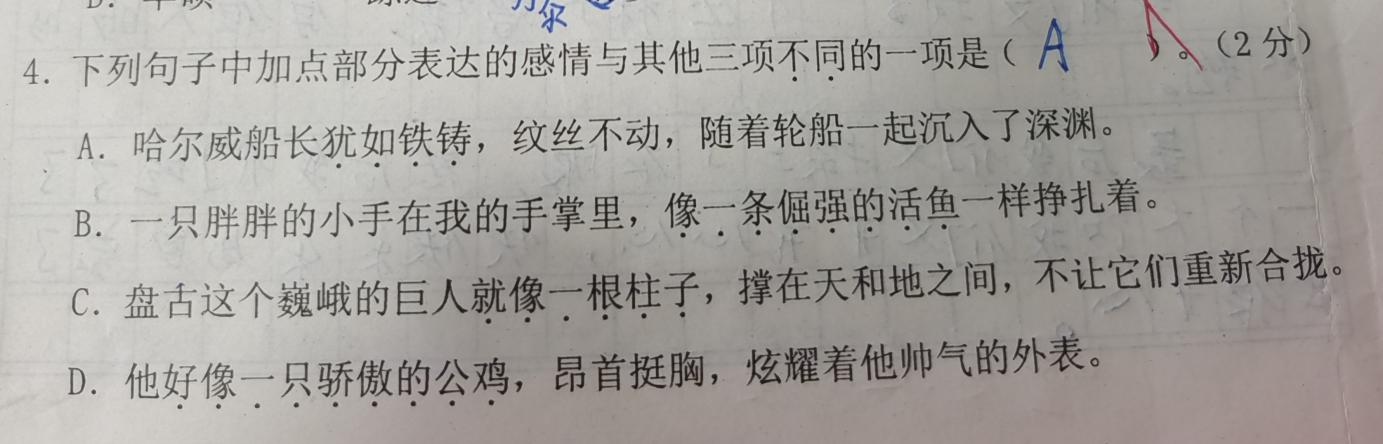 4. 下列句子中加点部分表达的感情与其他三项不同的一项是（ A ）。（2 分）
A. 哈尔威船长犹如铁铸，纹丝不动，随着轮船一起沉入了深渊。
B. 一只胖胖的小手在我的手掌里，像一条倔强的活鱼一样挣扎着。
C. 盘古这个巍峨的巨人就像一根柱子，撑在天和地之间，不让它们重新合拢。
D. 他好像一只骄傲的公鸡，昂首挺胸，炫耀着他帅气的外表。